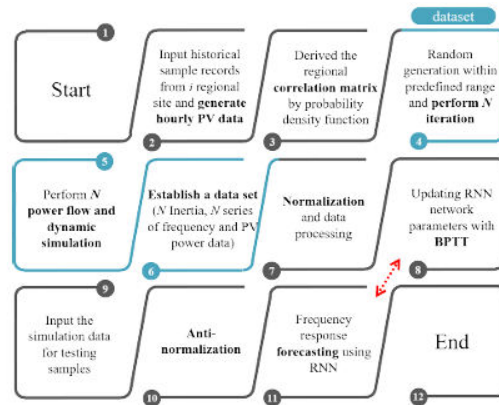 dataset
1
Start
Input historical
sample records
from i regional
site and generate
hourly PV data
2
Derived the
regional
correlation matrix
by probability
density function
3
Random
generation within
predefined range
and perform N
iteration
4
5
Perform N
power flow and
dynamic
simulation
Establish a data set
(N Inertia, N series
of frequency and PV
power data)
6
Normalization
and data
processing
7
Updating RNN
network
parameters with
BPTT
8
9
Input the
simulation data
for testing
samples
Anti-
normalization
10
Frequency
response
forecasting using
RNN
11
End
12